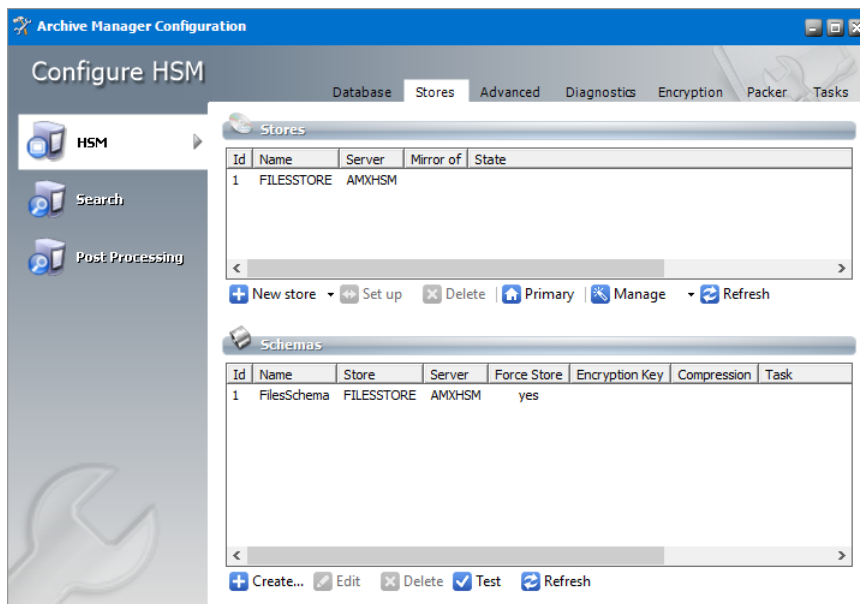 Archive Manager Configuration
Configure HSM
Database Stores Advanced Diagnostics Encryption Packer Tasks
HSM
Search
Post Processing
Stores
Id Name Server Mirror of State
1 FILESSTORE AMXHSM
New store Set up Delete Primary Manage Refresh
Schemas
Id Name Store Server Force Store Encryption Key Compression Task
1 FilesSchema FILESSTORE AMXHSM yes
Create... Edit Delete Test Refresh